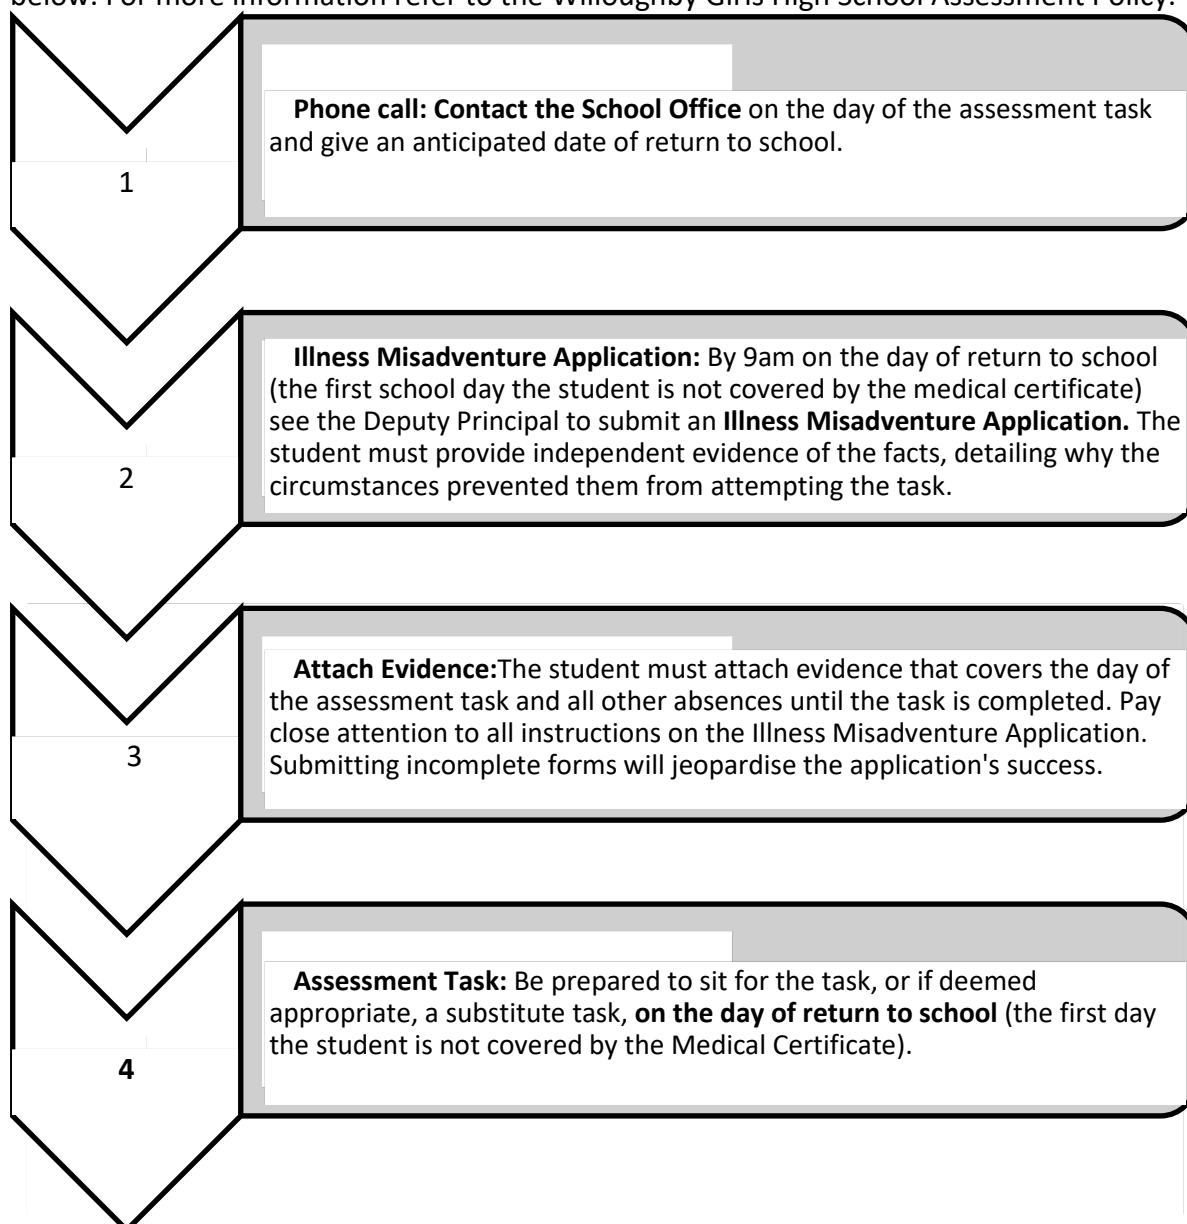 below. For more information refer to the Willoughby Girls High School Assessment Policy.
Phone call: Contact the School Office on the day of the assessment task
and give an anticipated date of return to school.
1
Illness Misadventure Application: By 9am on the day of return to school
(the first school day the student is not covered by the medical certificate)
see the Deputy Principal to submit an Illness Misadventure Application. The
student must provide independent evidence of the facts, detailing why the
circumstances prevented them from attempting the task.
2
Attach Evidence:The student must attach evidence that covers the day of
the assessment task and all other absences until the task is completed. Pay
close attention to all instructions on the Illness Misadventure Application.
Submitting incomplete forms will jeopardise the application's success.
3
Assessment Task: Be prepared to sit for the task, or if deemed
appropriate, a substitute task, on the day of return to school (the first day
the student is not covered by the Medical Certificate).
4